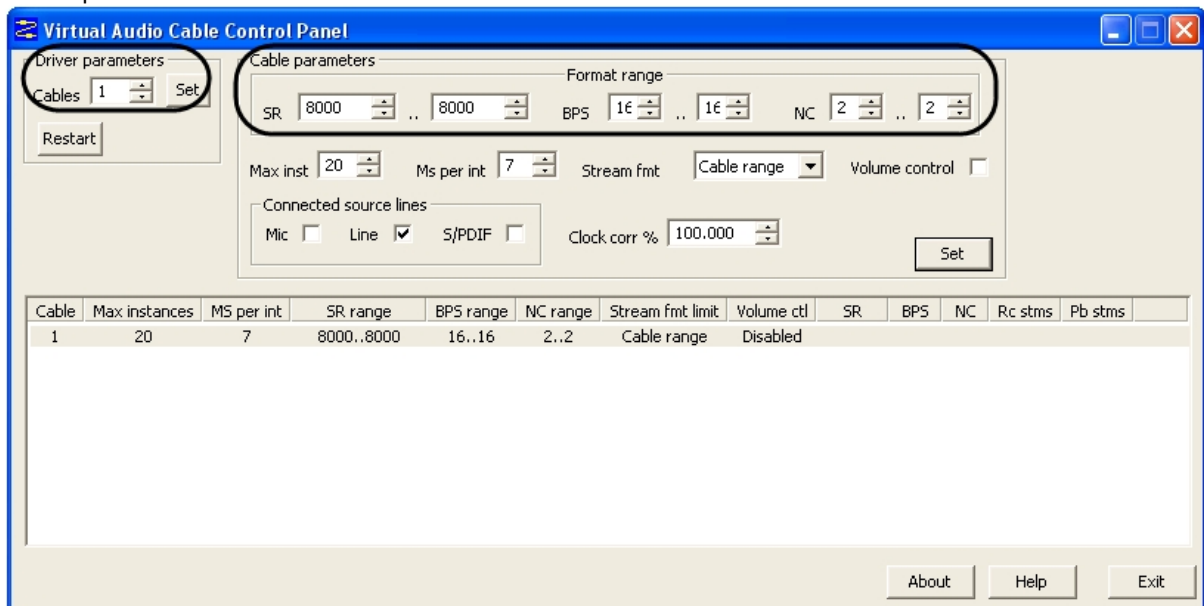 Virtual Audio Cable Control Panel
Driver parameters
Cables 1 Set
Restart
Cable parameters
Format range
SR 8000 .. 8000 BPS 16 .. 16 NC 2 .. 2
Max inst 20 Ms per int 7 Stream fmt Cable range Volume control
Connected source lines
Mic Line S/PDIF Clock corr % 100.000
Set
Cable Max instances MS per int SR range BPS range NC range Stream fmt limit Volume ctl SR BPS NC Rc stms Pb stms
1 20 7 8000..8000 16..16 2..2 Cable range Disabled
About Help Exit